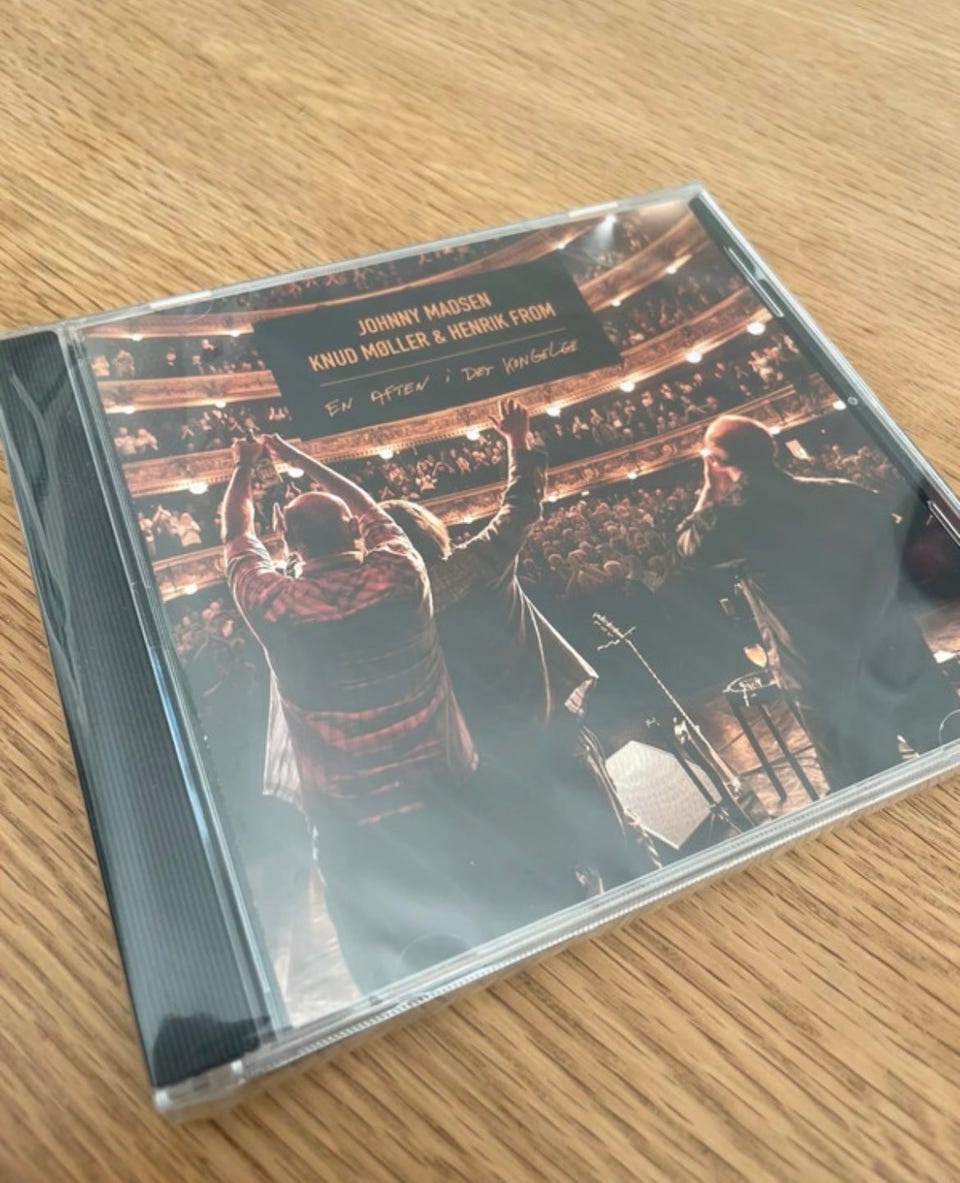 JOHNNY MADSEN
KNUD MØLLER & HENRIK FROM
EN AFTEN i DET KONGELIGE